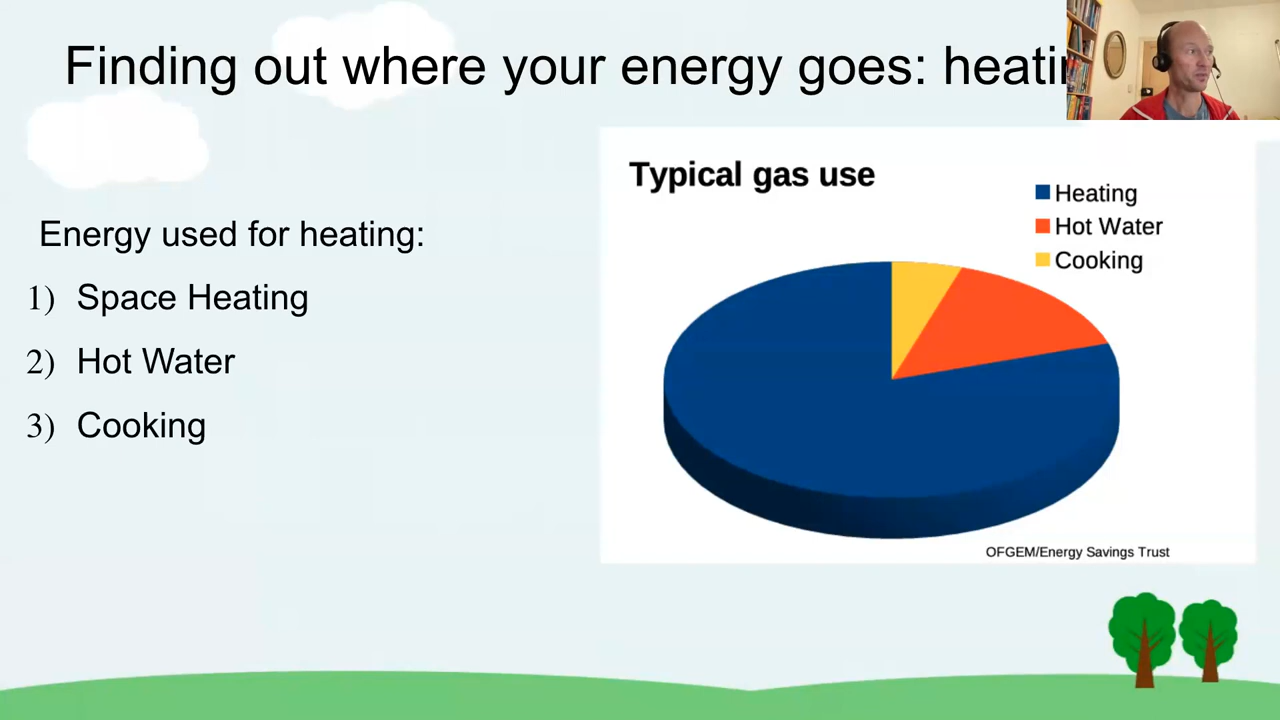 Finding out where your energy goes: heatin
Energy used for heating:
1) Space Heating
2) Hot Water
3) Cooking
Typical gas use
Heating
Hot Water
Cooking
OFGEM/Energy Savings Trust